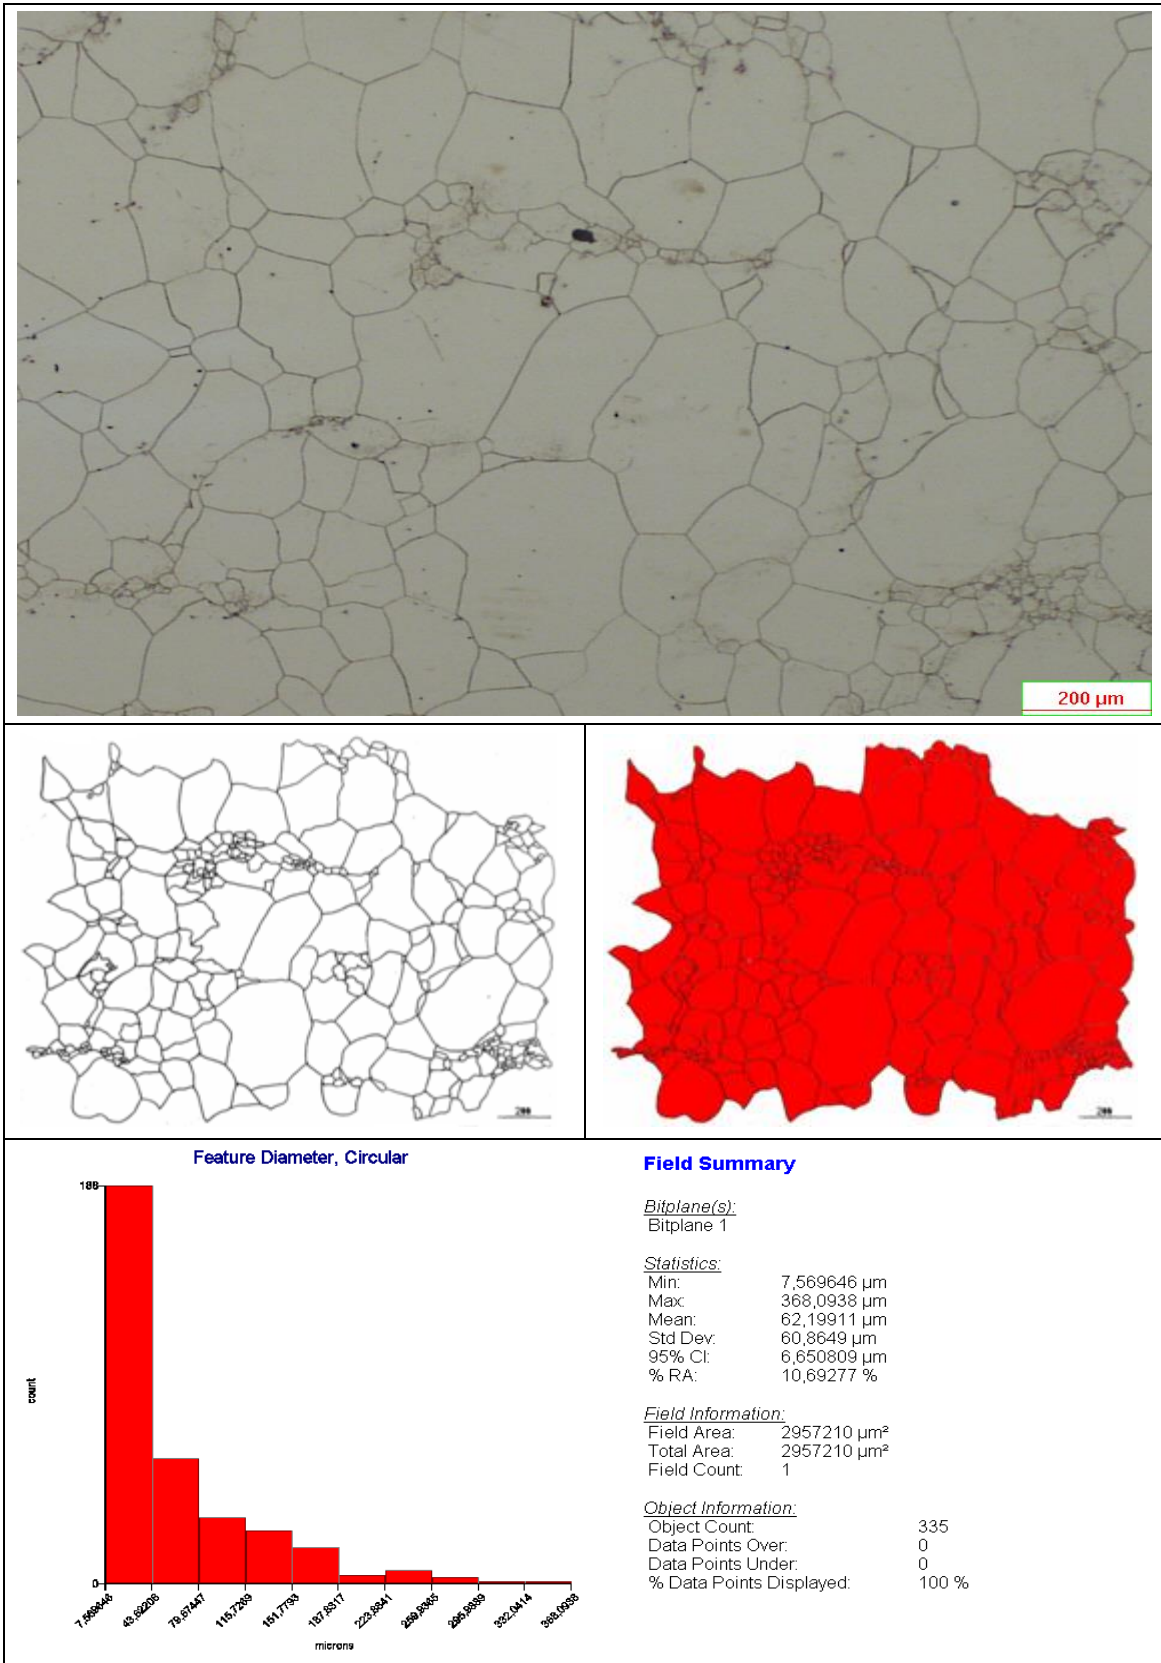 200 µm
200
200
Feature Diameter, Circular
188
count
0
7,569646
43,62206
79,67447
115,7269
151,7793
187,8317
223,8841
259,9365
295,9889
332,0414
368,0938
microns
Field Summary
Bitplane(s):
Bitplane 1
Statistics:
Min: 7,569646 µm
Max: 368,0938 µm
Mean: 62,19911 µm
Std Dev: 60,8649 µm
95% CI: 6,650809 µm
% RA: 10,69277 %
Field Information:
Field Area: 2957210 µm²
Total Area: 2957210 µm²
Field Count: 1
Object Information:
Object Count: 335
Data Points Over: 0
Data Points Under: 0
% Data Points Displayed: 100 %